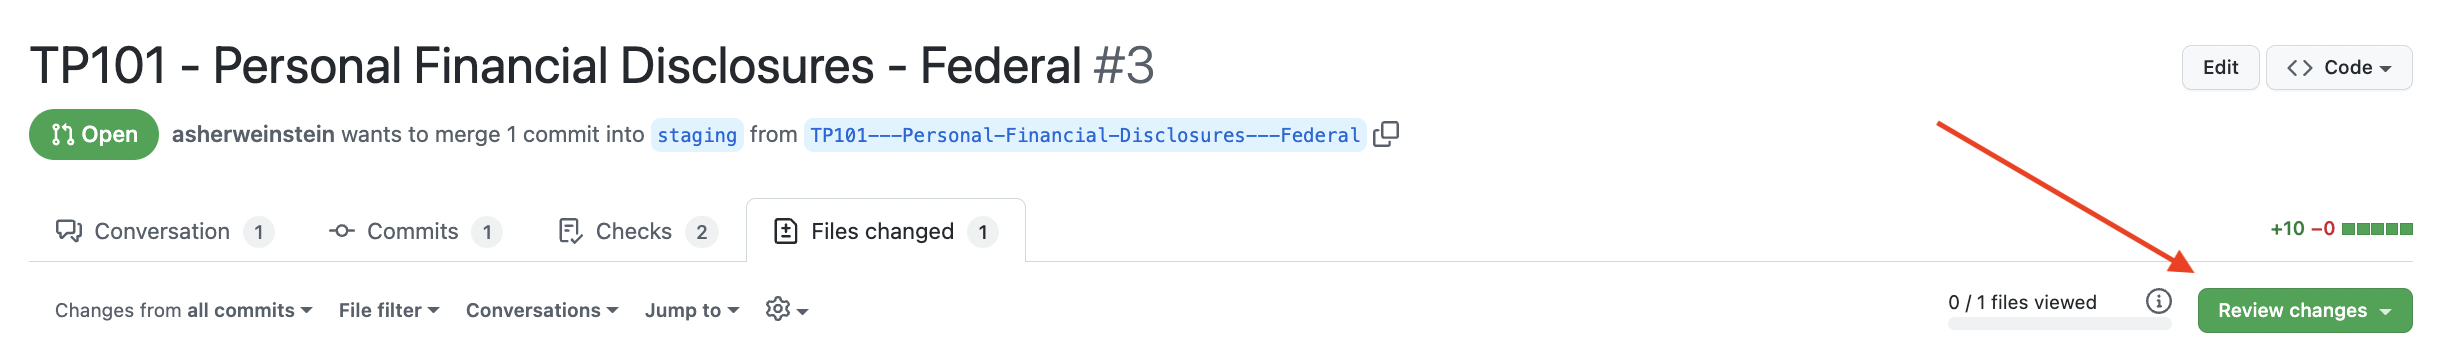 TP101 - Personal Financial Disclosures - Federal #3
Edit
Code
Open
asherweinstein wants to merge 1 commit into staging from TP101---Personal-Financial-Disclosures---Federal
Conversation 1
Commits 1
Checks 2
Files changed 1
+10 −0
Changes from all commits
File filter
Conversations
Jump to
0 / 1 files viewed
Review changes